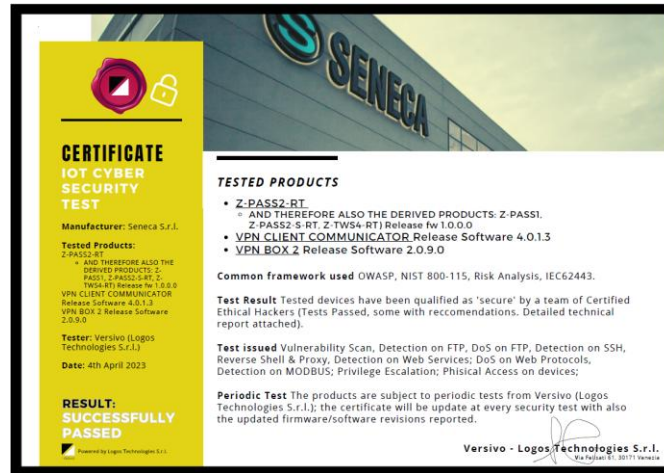 SENECA
CERTIFICATE
IOT CYBER
SECURITY
TEST
Manufacturer: Seneca S.r.l.
Tested Products:
Z-PASS2-RT
AND THEREFORE ALSO THE
DERIVED PRODUCTS: Z-
PASS1, Z-PASS2-S-RT, Z-
TWS4-RT) Release fw 1.0.0.0
VPN CLIENT COMMUNICATOR
Release Software 4.0.1.3
VPN BOX 2 Release Software
2.0.9.0
Tester: Versivo (Logos
Technologies S.r.l.)
Date: 4th April 2023
RESULT:
SUCCESSFULLY
PASSED
Powered by Logos Technologies S.r.l.
TESTED PRODUCTS
Z-PASS2-RT
AND THEREFORE ALSO THE DERIVED PRODUCTS: Z-PASS1,
Z-PASS2-S-RT, Z-TWS4-RT) Release fw 1.0.0.0
VPN CLIENT COMMUNICATOR Release Software 4.0.1.3
VPN BOX 2 Release Software 2.0.9.0
Common framework used OWASP, NIST 800-115, Risk Analysis, IEC62443.
Test Result Tested devices have been qualified as 'secure' by a team of Certified
Ethical Hackers (Tests Passed, some with reccomendations. Detailed technical
report attached).
Test issued Vulnerability Scan, Detection on FTP, DoS on FTP, Detection on SSH,
Reverse Shell & Proxy, Detection on Web Services; DoS on Web Protocols,
Detection on MODBUS; Privilege Escalation; Phisical Access on devices;
Periodic Test The products are subject to periodic tests from Versivo (Logos
Technologies S.r.l.); the certificate will be update at every security test with also
the updated firmware/software revisions reported.
Versivo - Logos Technologies S.r.l.
61, 30171 Venezia